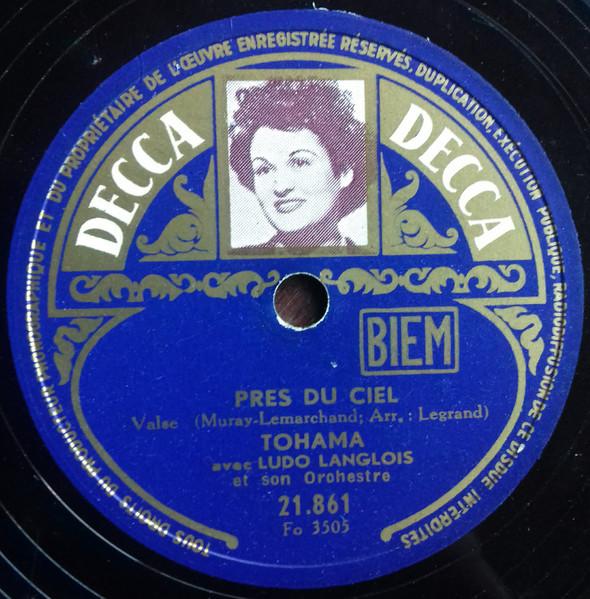 TOUS DROITS DU PRODUCTEUR PHONOGRAPHIQUE ET DU PROPRIÉTAIRE DE L'ŒUVRE ENREGISTRÉE RÉSERVÉS, DUPLICATION, EXÉCUTION PUBLIQUE, RADIODIFFUSION DE CE DISQUE INTERDITES
DECCA DECCA
BIEM
PRES DU CIEL
Valse (Muray-Lemarchand; Arr. : Legrand)
TOHAMA
avec LUDO LANGLOIS
et son Orchestre
21.861
Fo 3505